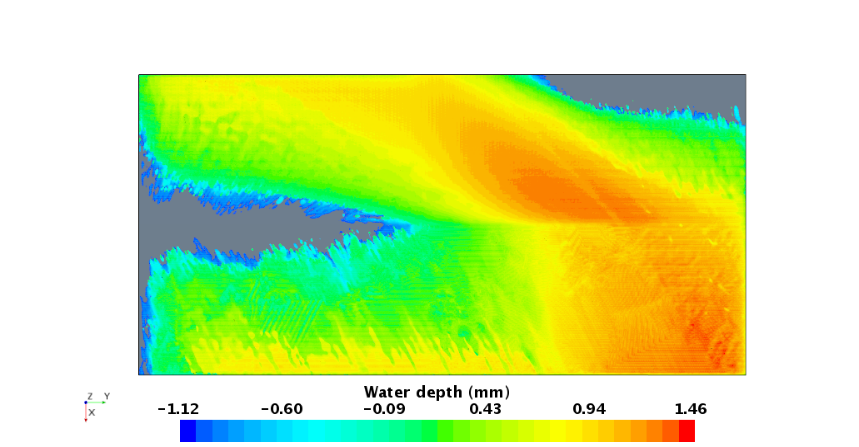 Water depth (mm)
−1.12 −0.60 −0.09 0.43 0.94 1.46
Z Y
X